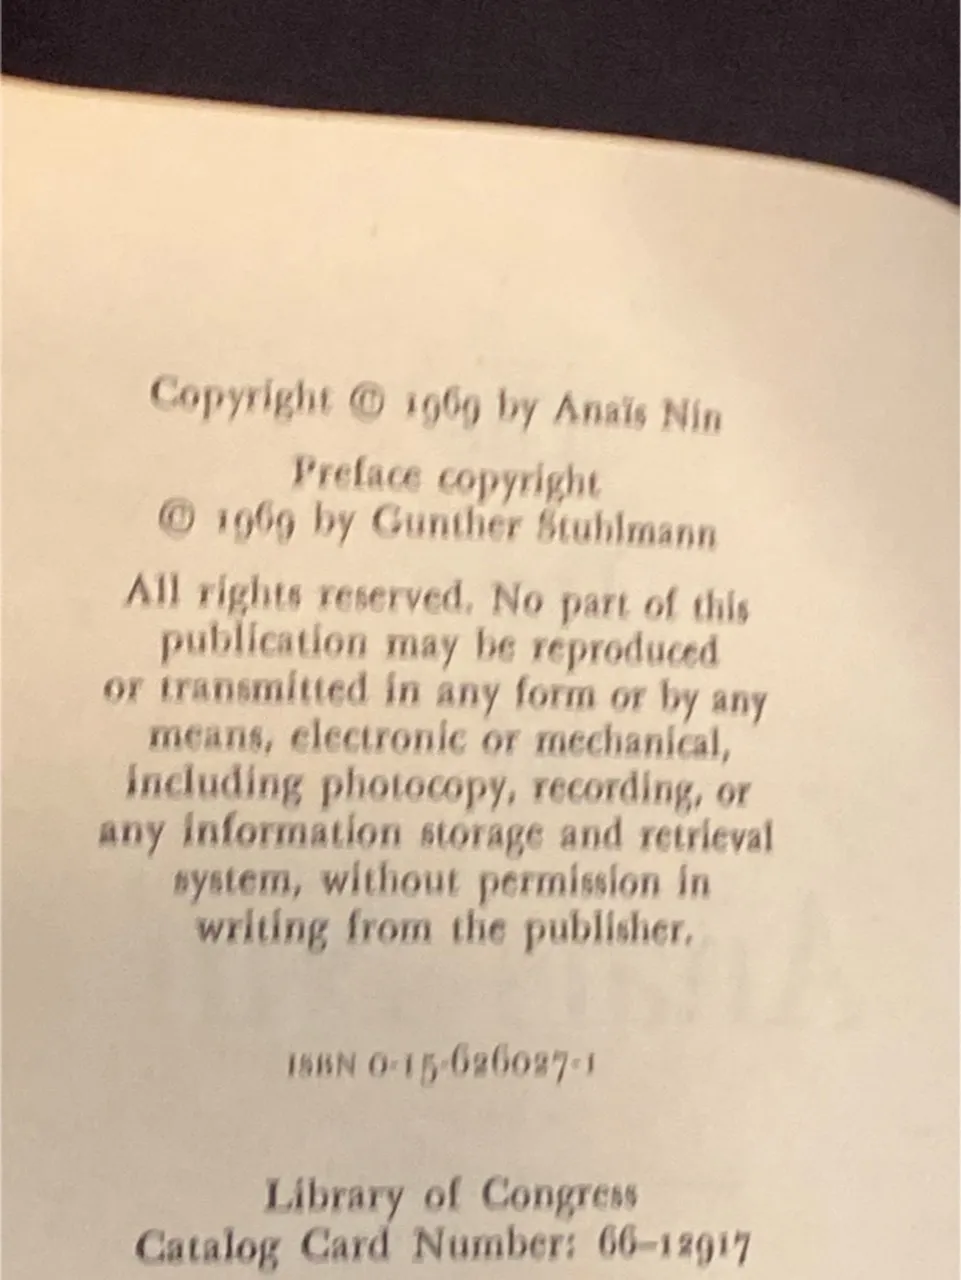 Copyright © 1969 by Anaïs Nin
Preface copyright
© 1969 by Gunther Stuhlmann
All rights reserved. No part of this
publication may be reproduced
or transmitted in any form or by any
means, electronic or mechanical,
including photocopy, recording, or
any information storage and retrieval
system, without permission in
writing from the publisher.
ISBN 0-15-626027-1
Library of Congress
Catalog Card Number: 66-12917